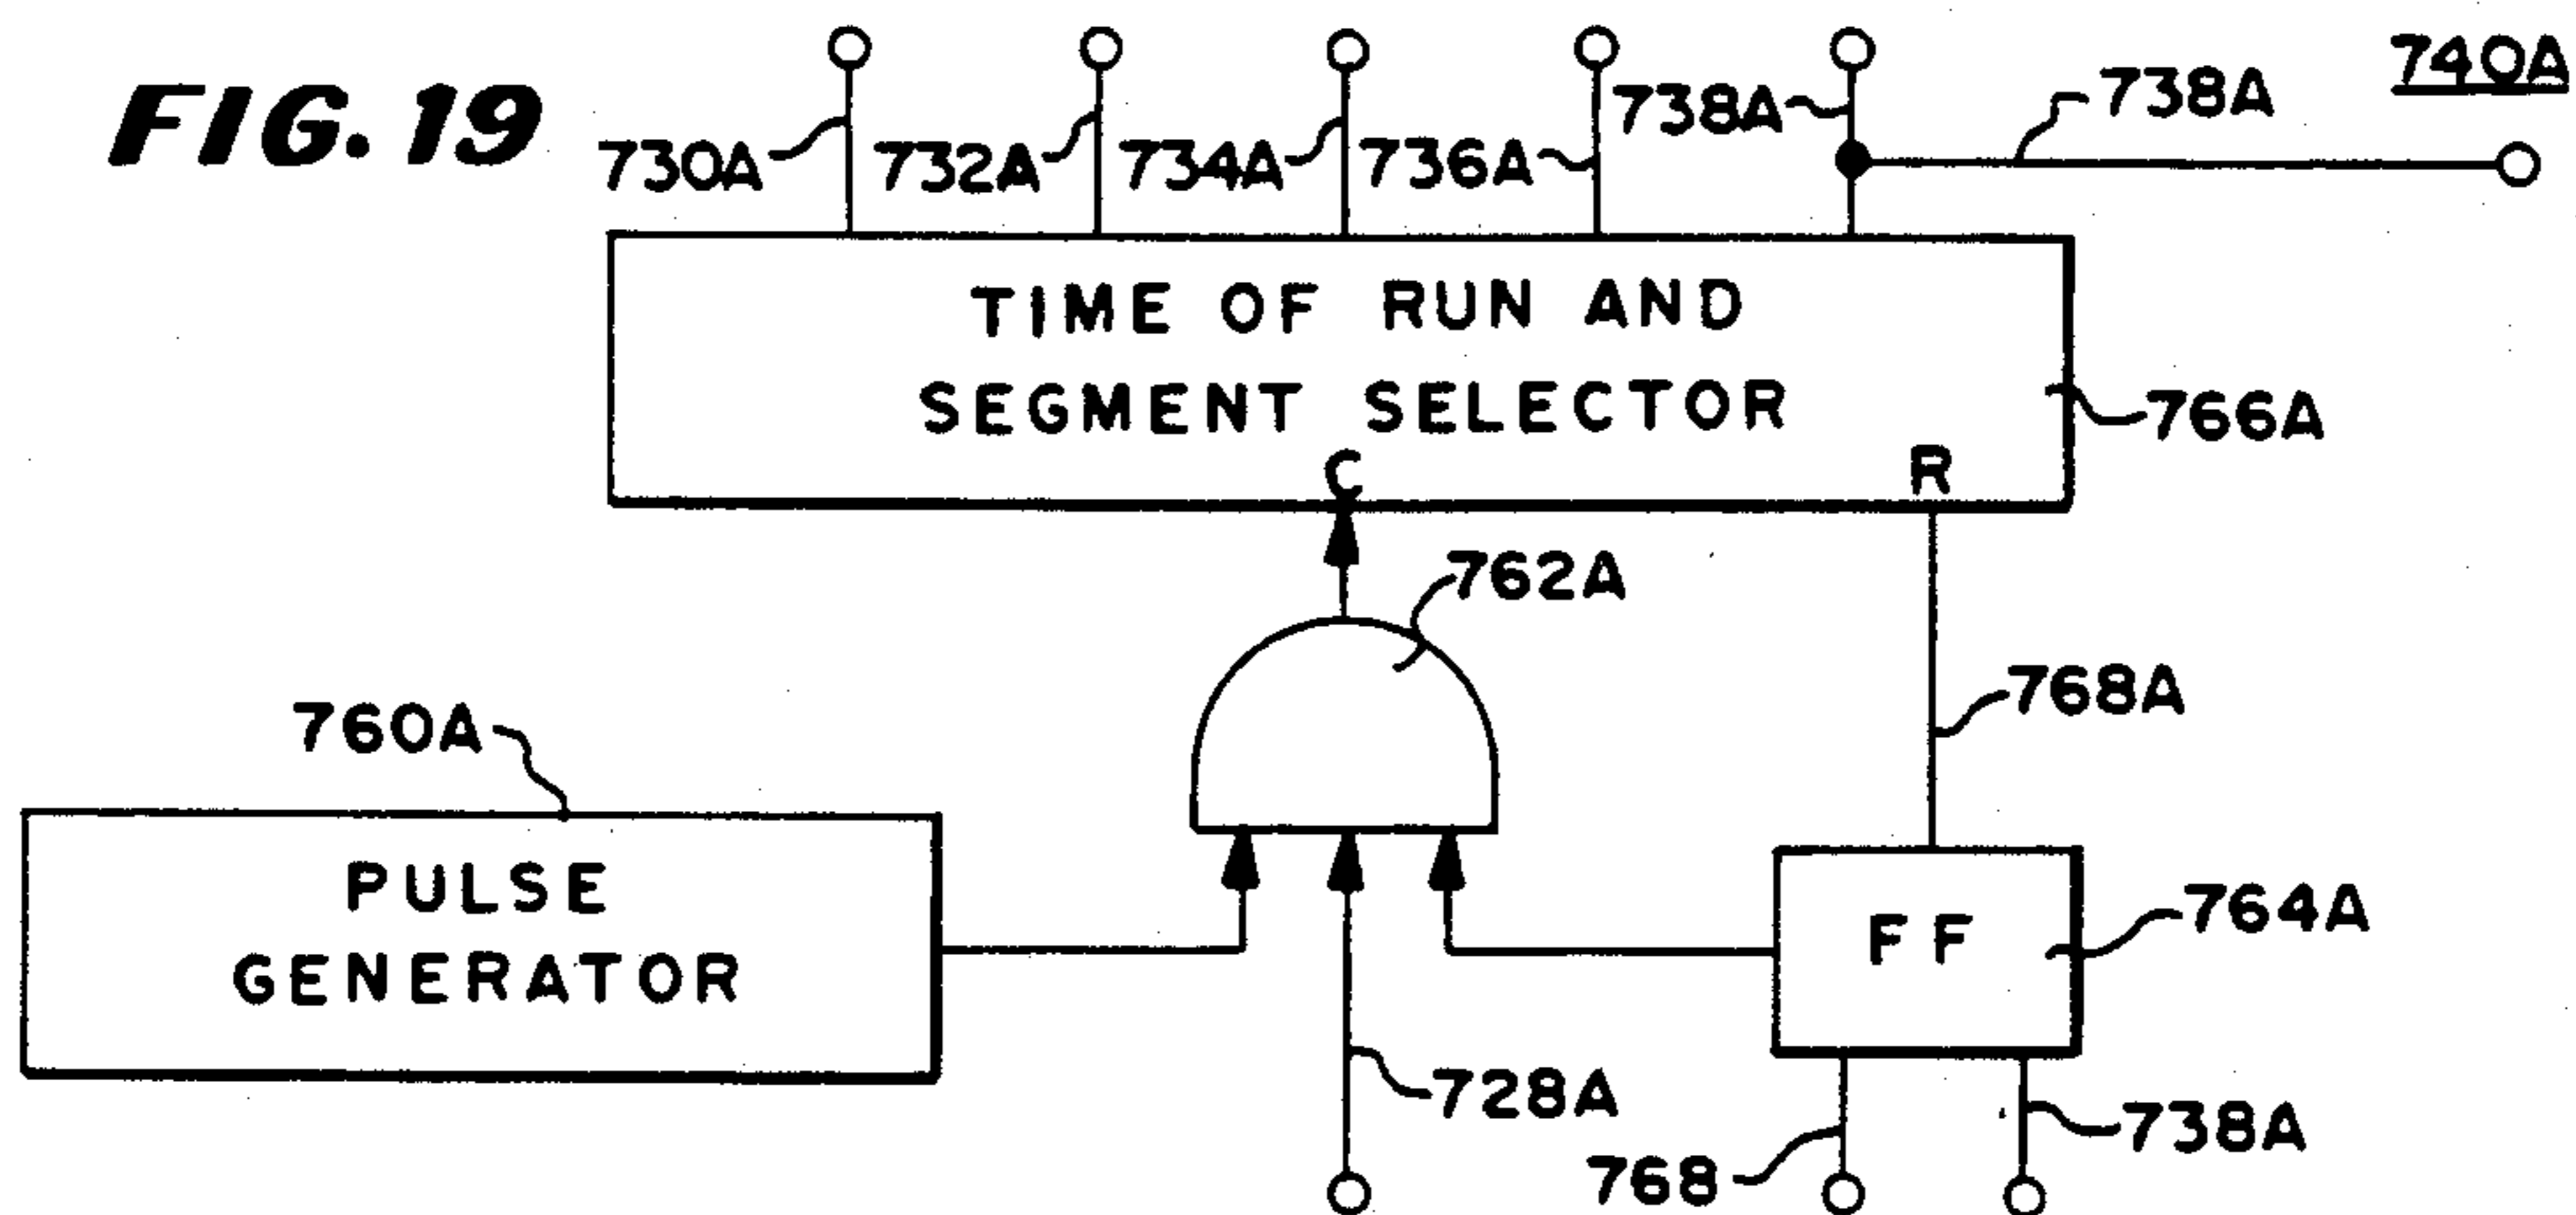 FIG. 19
740A
738A
738A
730A
732A
734A
736A
TIME OF RUN AND
SEGMENT SELECTOR
C
R
766A
762A
768A
760A
PULSE
GENERATOR
FF
764A
728A
768
738A